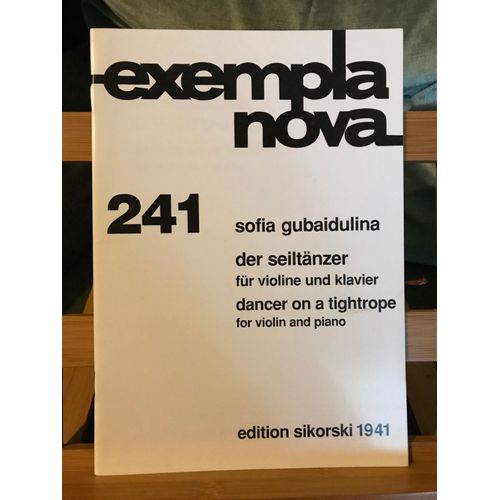 exempla
nova
241
sofia gubaidulina
der seiltänzer
für violine und klavier
dancer on a tightrope
for violin and piano
edition sikorski 1941